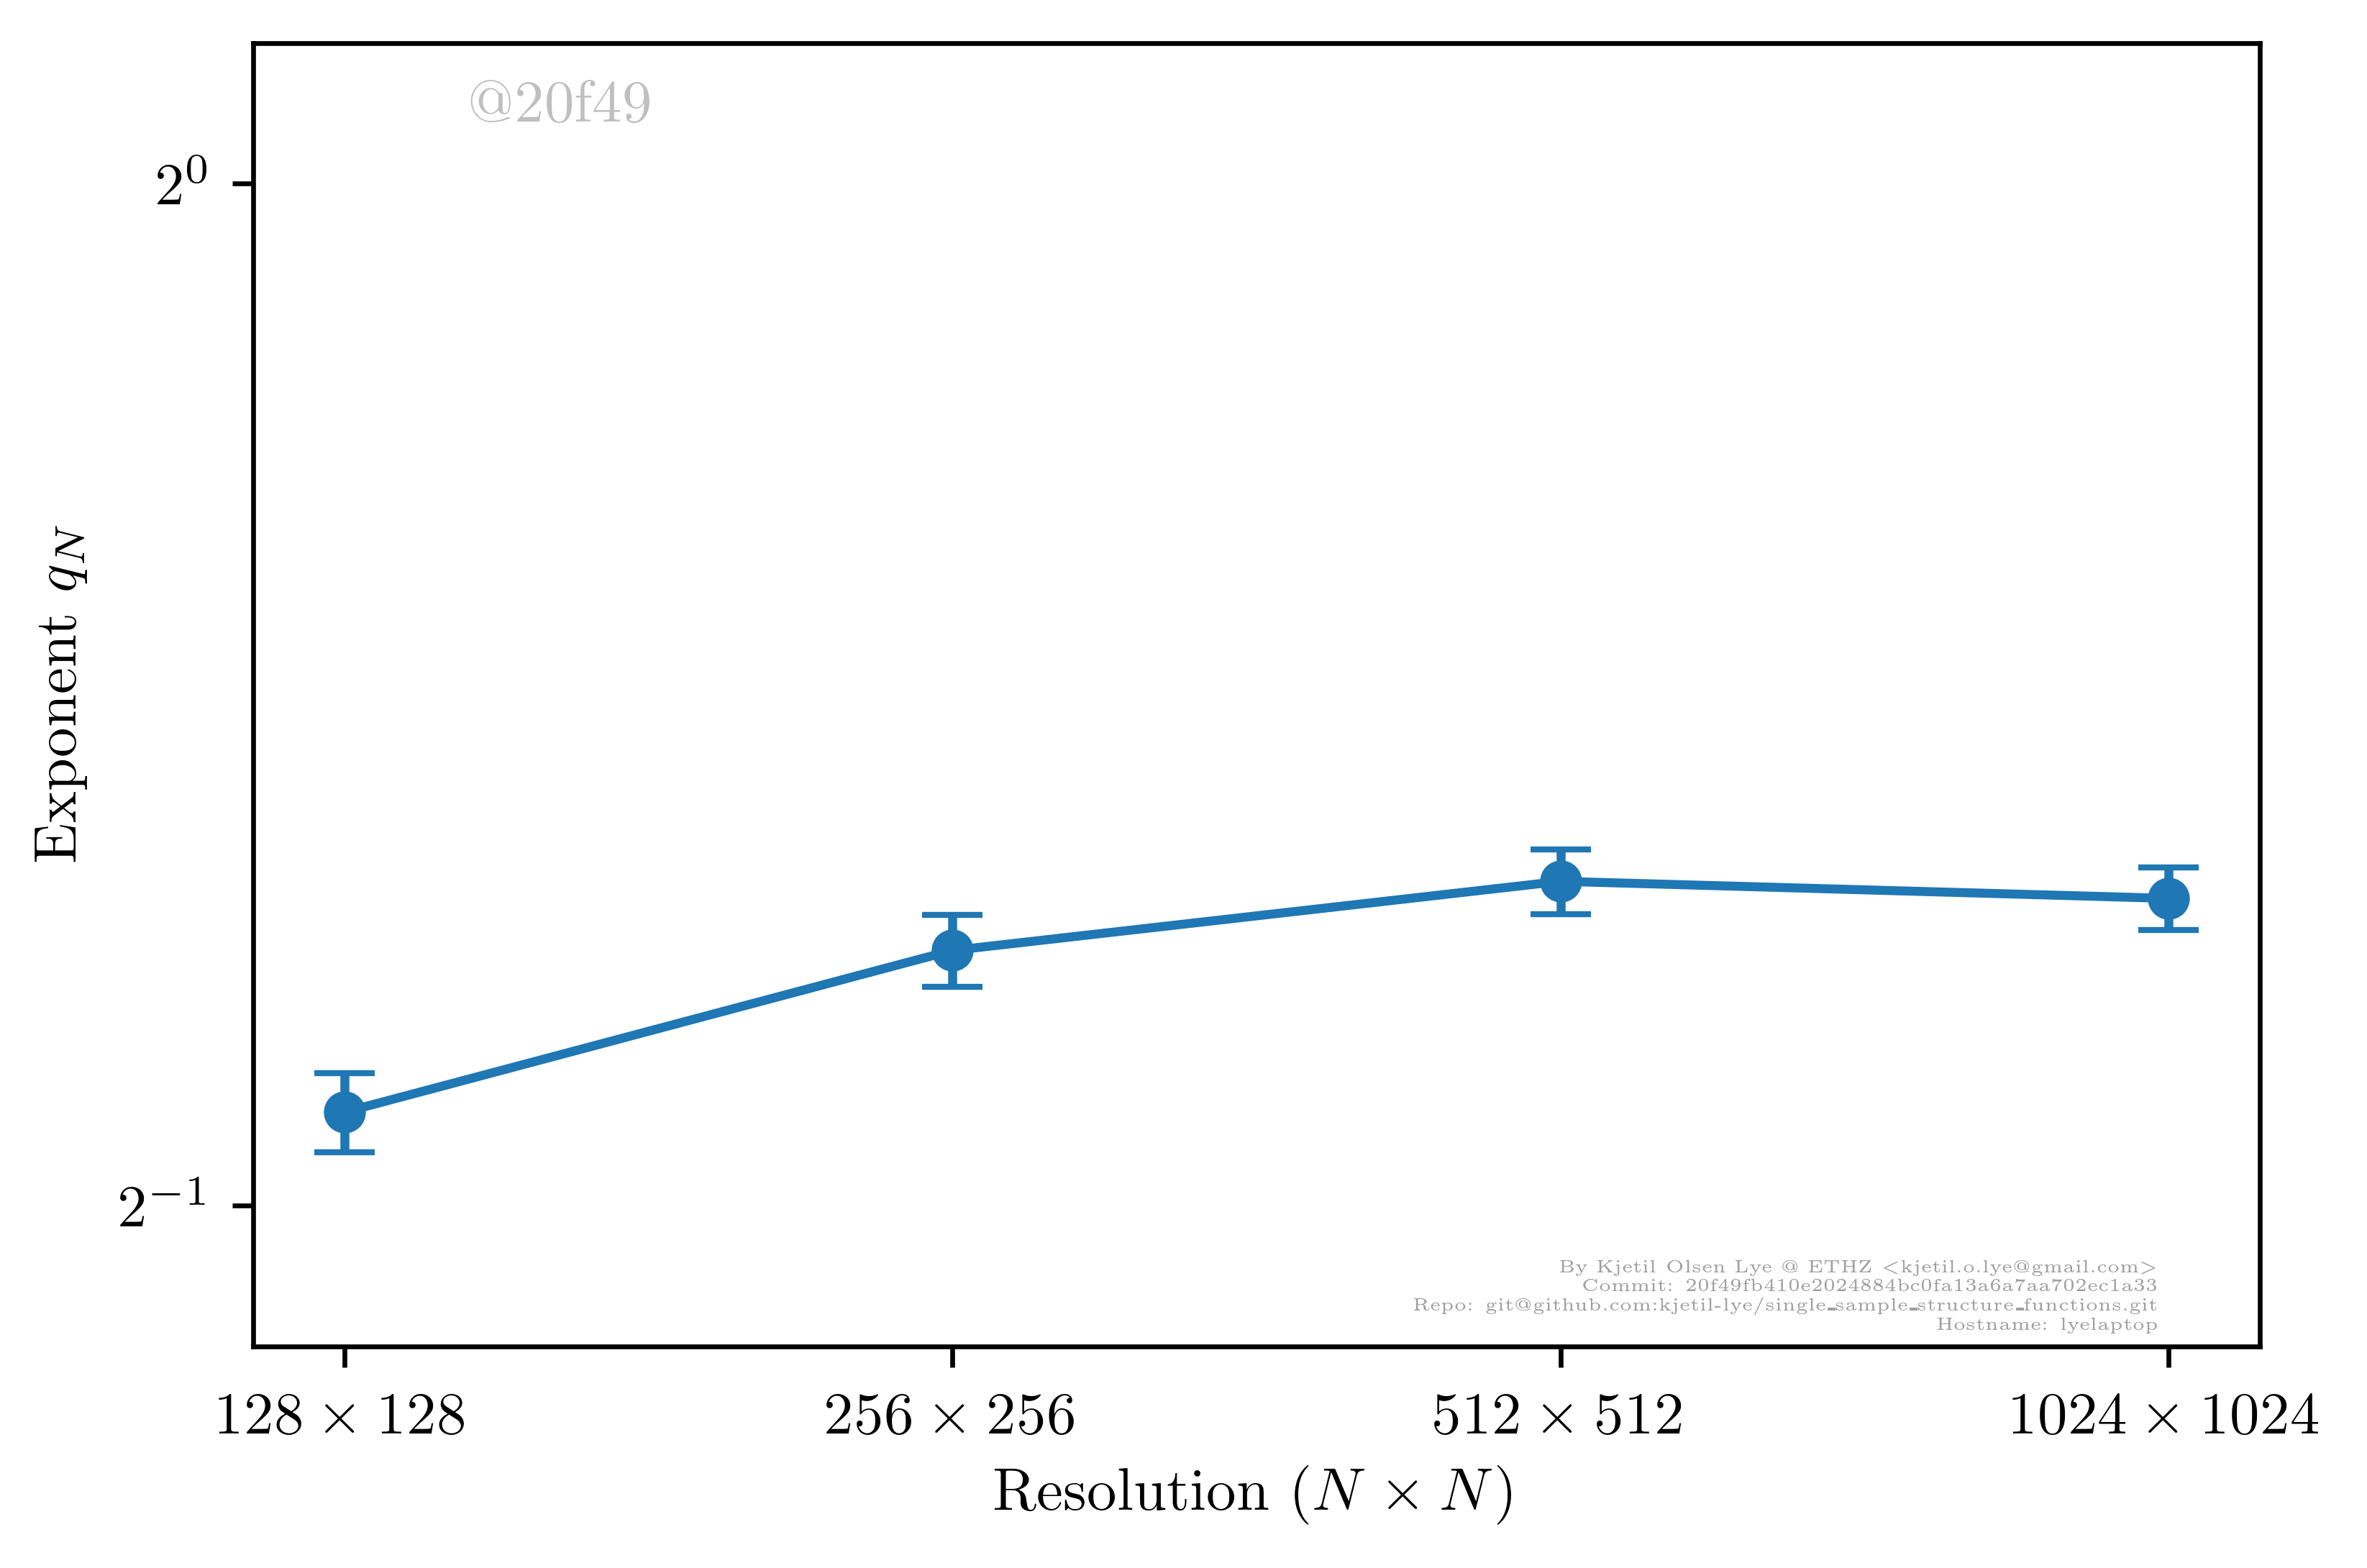 @20f49
2^0
Exponent q_N
2^{-1}
By Kjetil Olsen Lye @ ETHZ <kjetil.o.lye@gmail.com>
Commit: 20f49fb410e2024884bc0fa13a6a7aa702ec1a33
Repo: git@github.com:kjetil-lye/single_sample_structure_functions.git
Hostname: lyelaptop
128 × 128 256 × 256 512 × 512 1024 × 1024
Resolution (N × N)